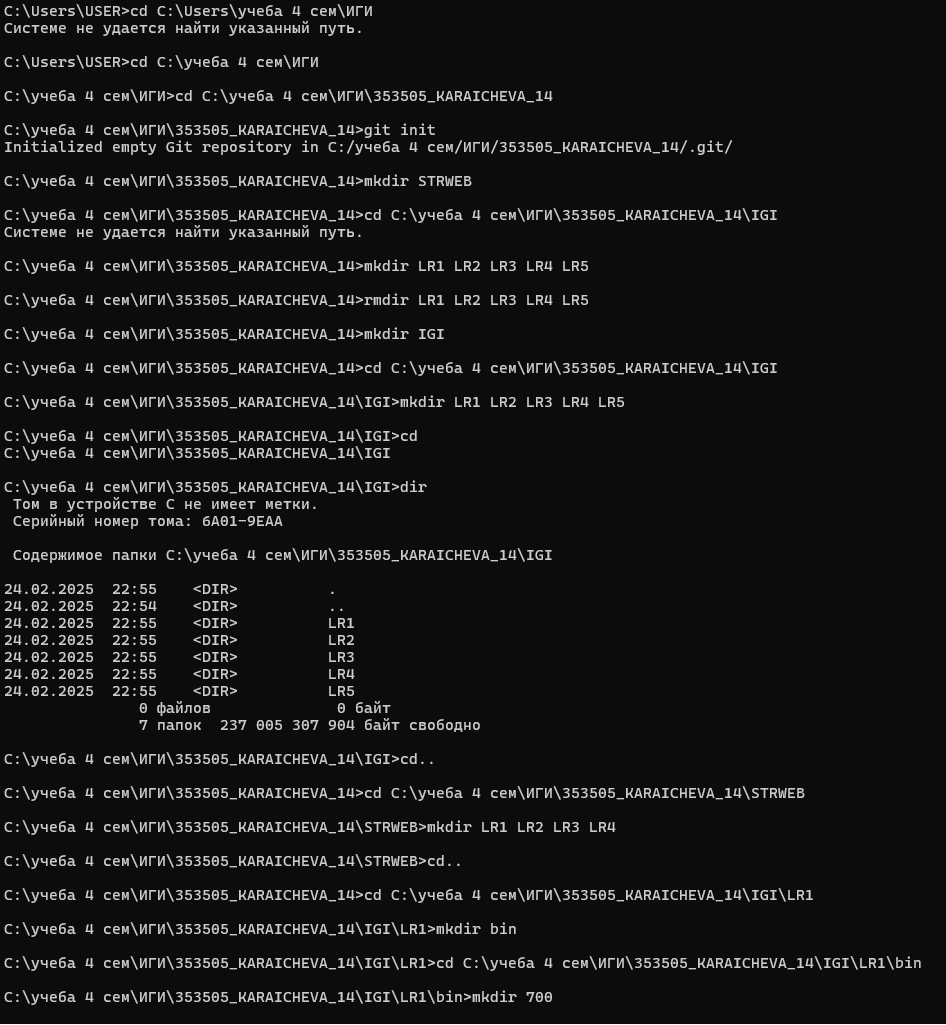 C:\Users\USER>cd C:\Users\учеба 4 сем\ИГИ
Системе не удается найти указанный путь.
C:\Users\USER>cd C:\учеба 4 сем\ИГИ
C:\учеба 4 сем\ИГИ>cd C:\учеба 4 сем\ИГИ\353505_KARAICHEVA_14
C:\учеба 4 сем\ИГИ\353505_KARAICHEVA_14>git init
Initialized empty Git repository in C:/учеба 4 сем/ИГИ/353505_KARAICHEVA_14/.git/
C:\учеба 4 сем\ИГИ\353505_KARAICHEVA_14>mkdir STRWEB
C:\учеба 4 сем\ИГИ\353505_KARAICHEVA_14>cd C:\учеба 4 сем\ИГИ\353505_KARAICHEVA_14\IGI
Системе не удается найти указанный путь.
C:\учеба 4 сем\ИГИ\353505_KARAICHEVA_14>mkdir LR1 LR2 LR3 LR4 LR5
C:\учеба 4 сем\ИГИ\353505_KARAICHEVA_14>rmdir LR1 LR2 LR3 LR4 LR5
C:\учеба 4 сем\ИГИ\353505_KARAICHEVA_14>mkdir IGI
C:\учеба 4 сем\ИГИ\353505_KARAICHEVA_14>cd C:\учеба 4 сем\ИГИ\353505_KARAICHEVA_14\IGI
C:\учеба 4 сем\ИГИ\353505_KARAICHEVA_14\IGI>mkdir LR1 LR2 LR3 LR4 LR5
C:\учеба 4 сем\ИГИ\353505_KARAICHEVA_14\IGI>cd
C:\учеба 4 сем\ИГИ\353505_KARAICHEVA_14\IGI
C:\учеба 4 сем\ИГИ\353505_KARAICHEVA_14\IGI>dir
Том в устройстве C не имеет метки.
Серийный номер тома: 6A01-9EAA
Содержимое папки C:\учеба 4 сем\ИГИ\353505_KARAICHEVA_14\IGI
24.02.2025  22:55    <DIR>          .
24.02.2025  22:54    <DIR>          ..
24.02.2025  22:55    <DIR>          LR1
24.02.2025  22:55    <DIR>          LR2
24.02.2025  22:55    <DIR>          LR3
24.02.2025  22:55    <DIR>          LR4
24.02.2025  22:55    <DIR>          LR5
0 файлов              0 байт
7 папок  237 005 307 904 байт свободно
C:\учеба 4 сем\ИГИ\353505_KARAICHEVA_14\IGI>cd..
C:\учеба 4 сем\ИГИ\353505_KARAICHEVA_14>cd C:\учеба 4 сем\ИГИ\353505_KARAICHEVA_14\STRWEB
C:\учеба 4 сем\ИГИ\353505_KARAICHEVA_14\STRWEB>mkdir LR1 LR2 LR3 LR4
C:\учеба 4 сем\ИГИ\353505_KARAICHEVA_14\STRWEB>cd..
C:\учеба 4 сем\ИГИ\353505_KARAICHEVA_14>cd C:\учеба 4 сем\ИГИ\353505_KARAICHEVA_14\IGI\LR1
C:\учеба 4 сем\ИГИ\353505_KARAICHEVA_14\IGI\LR1>mkdir bin
C:\учеба 4 сем\ИГИ\353505_KARAICHEVA_14\IGI\LR1>cd C:\учеба 4 сем\ИГИ\353505_KARAICHEVA_14\IGI\LR1\bin
C:\учеба 4 сем\ИГИ\353505_KARAICHEVA_14\IGI\LR1\bin>mkdir 700